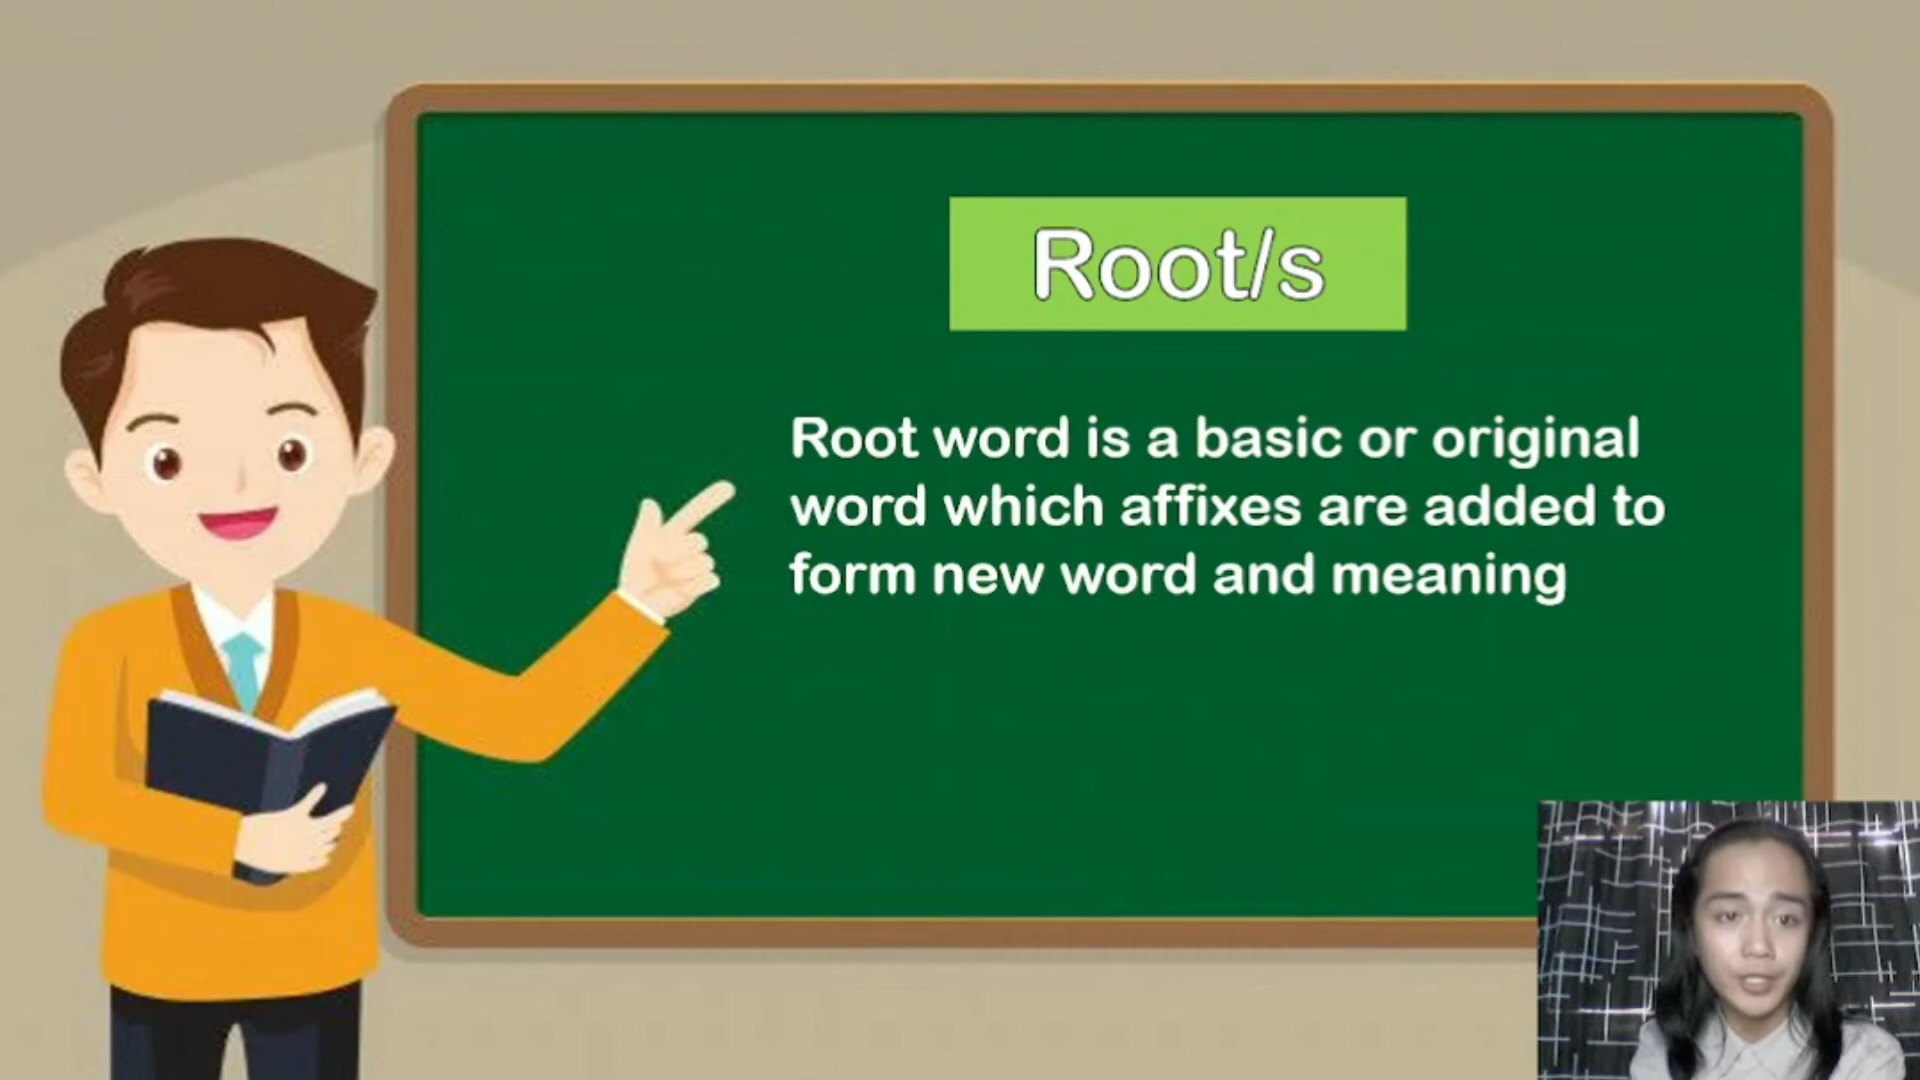 Root/s
Root word is a basic or original
word which affixes are added to
form new word and meaning